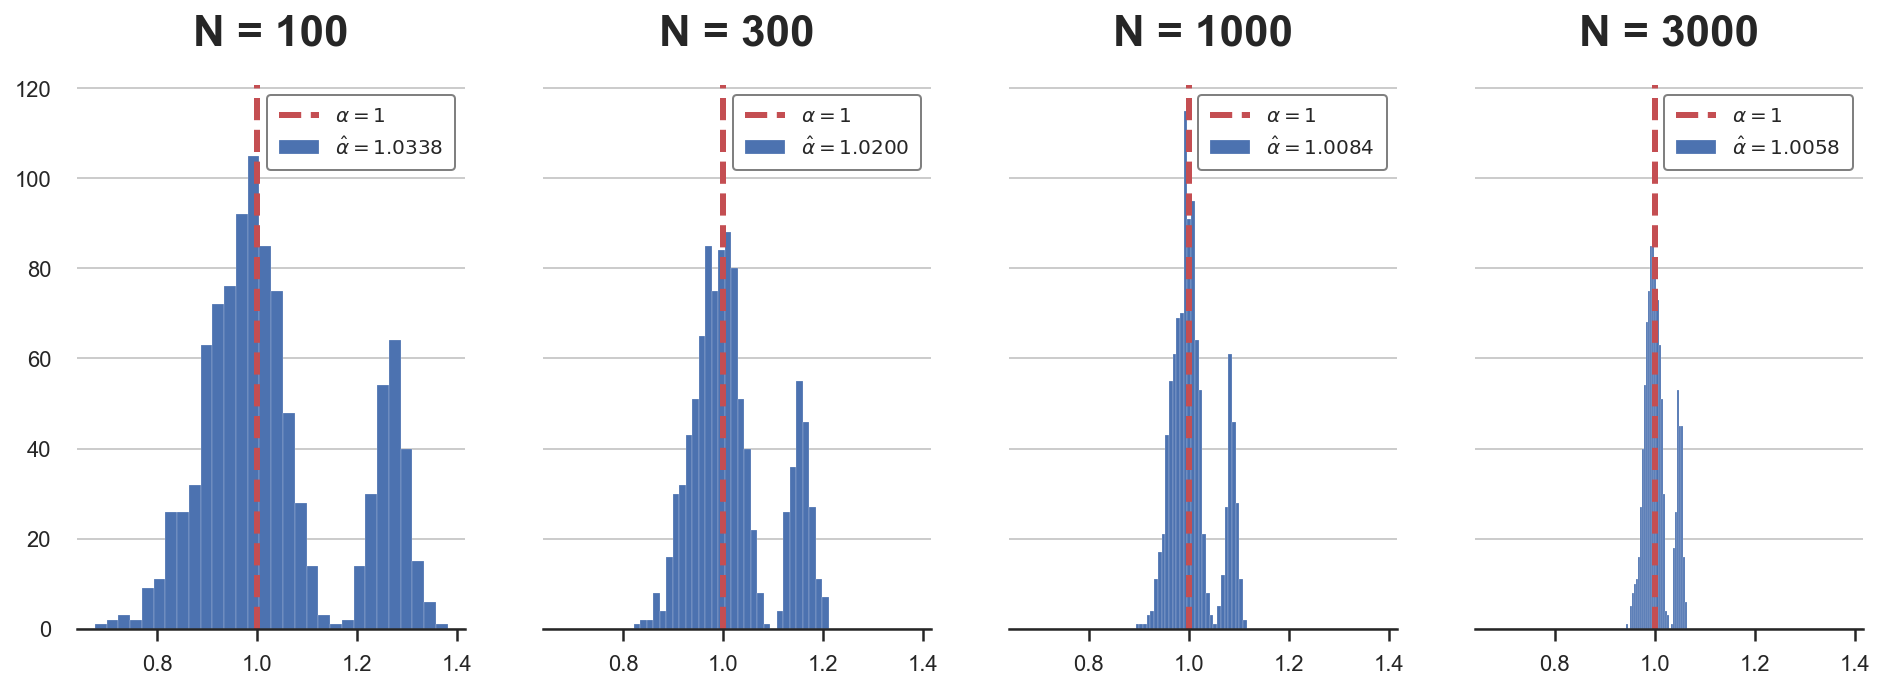 N = 100
N = 300
N = 1000
N = 3000
120
100
80
60
40
20
0
α = 1
α̂ = 1.0338
0.8 1.0 1.2 1.4
α = 1
α̂ = 1.0200
0.8 1.0 1.2 1.4
α = 1
α̂ = 1.0084
0.8 1.0 1.2 1.4
α = 1
α̂ = 1.0058
0.8 1.0 1.2 1.4